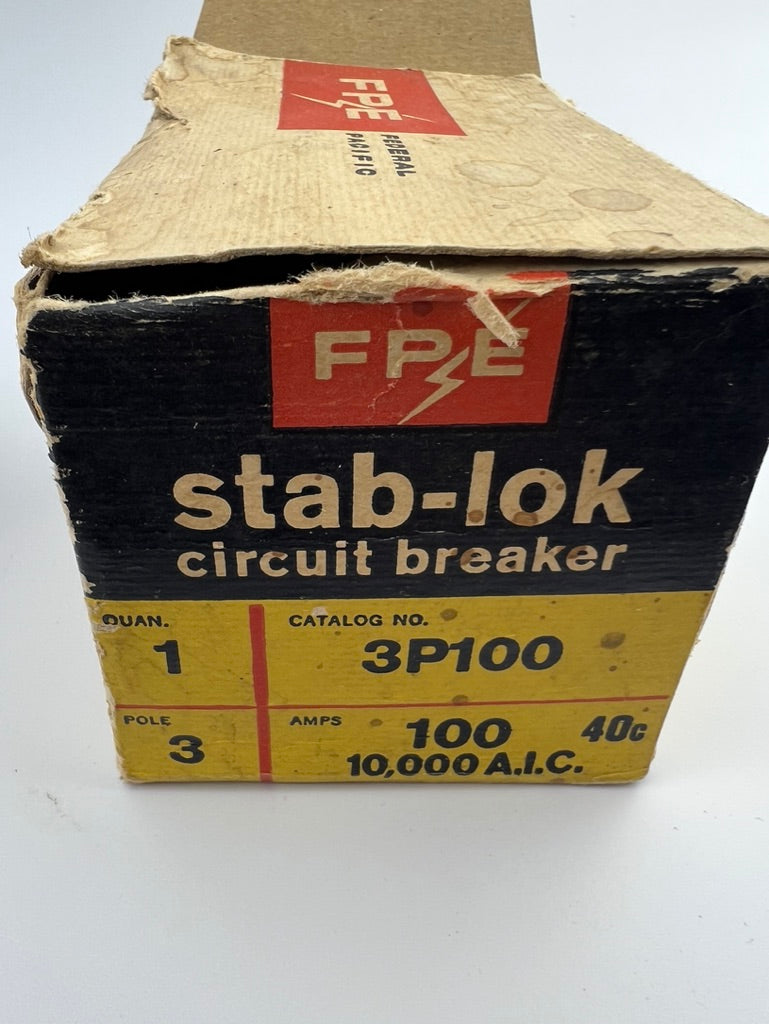 FPE
FEDERAL
PACIFIC
FPE
stab-lok
circuit breaker
QUAN.
1
CATALOG NO.
3P100
POLE
3
AMPS
100
40c
10,000 A.I.C.